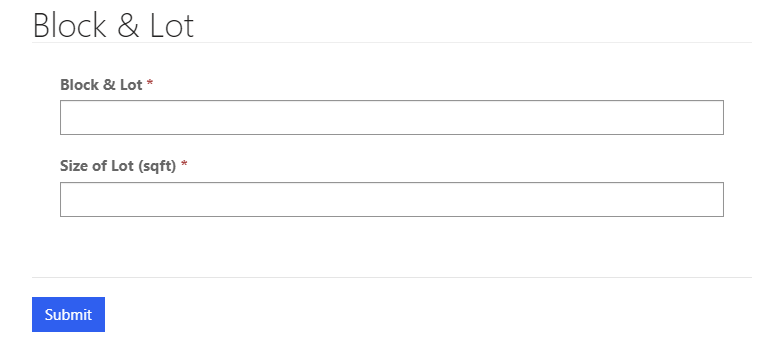 Block & Lot
Block & Lot *
Size of Lot (sqft) *
Submit